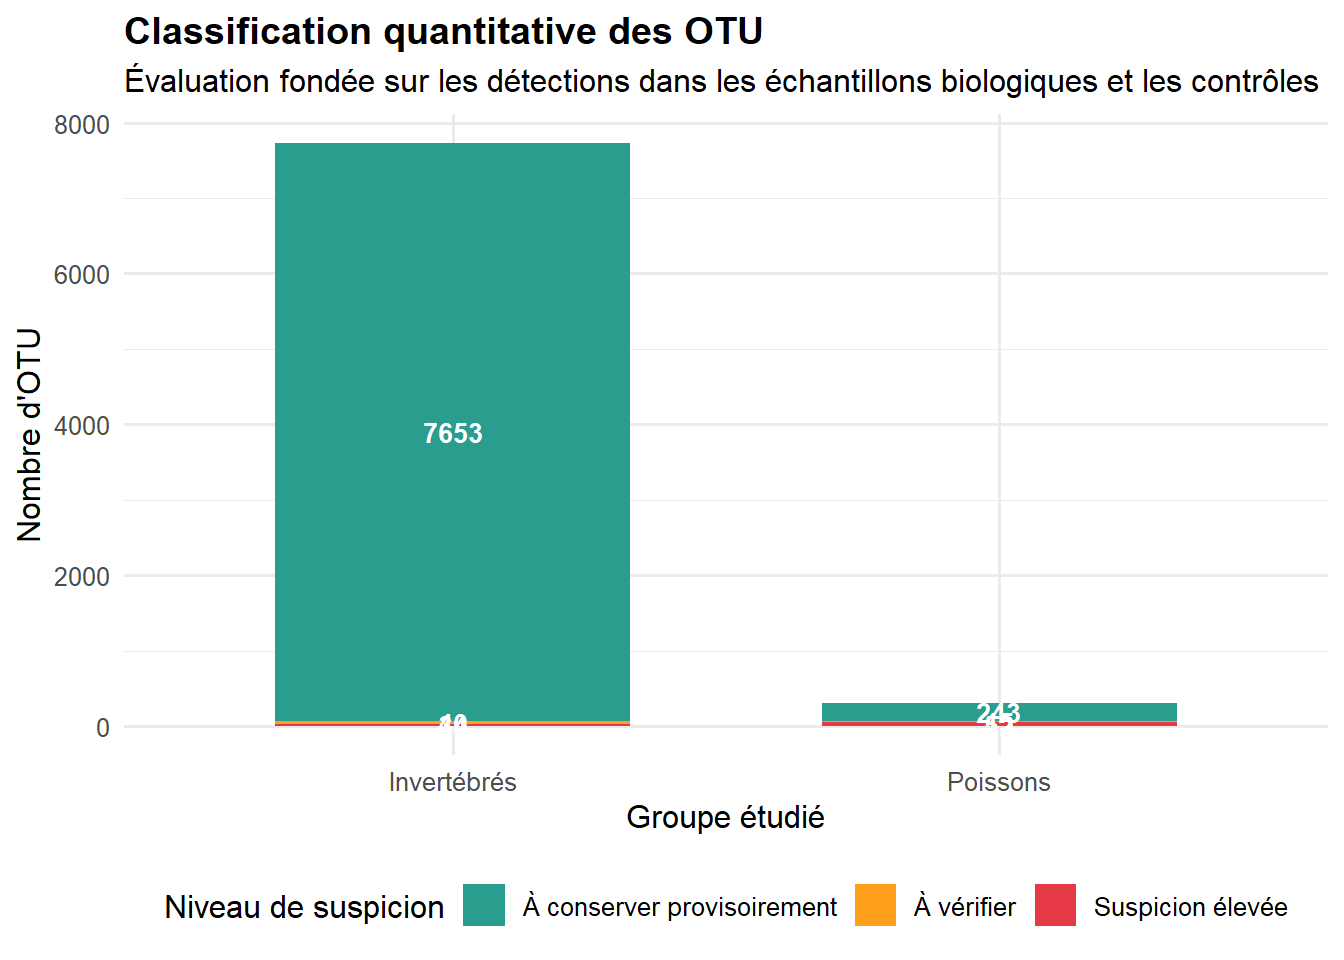 Classification quantitative des OTU
Évaluation fondée sur les détections dans les échantillons biologiques et les contrôles
8000
6000
4000
2000
0
Nombre d'OTU
7653
243
Invertébrés
Poissons
Groupe étudié
Niveau de suspicion
À conserver provisoirement
À vérifier
Suspicion élevée